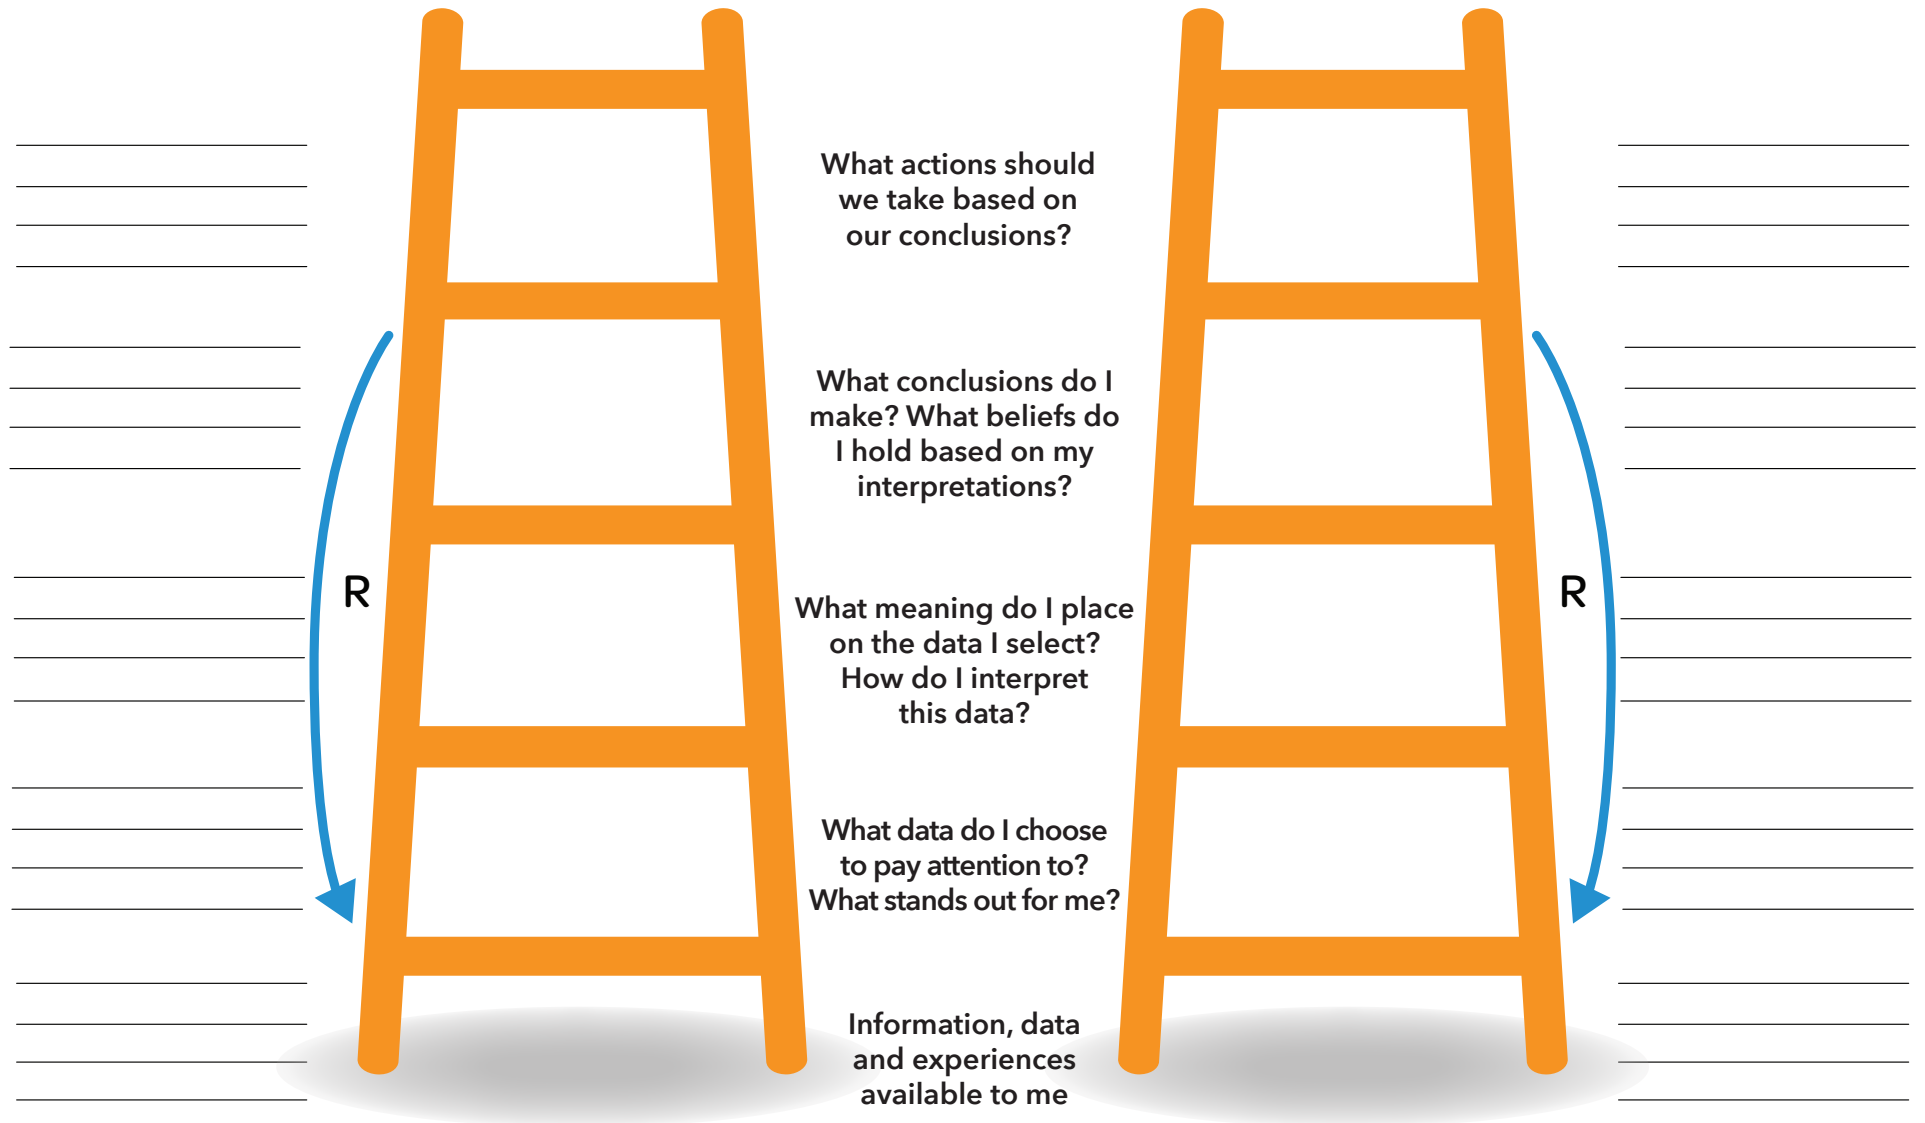 What actions should
we take based on
our conclusions?
What conclusions do I
make? What beliefs do
I hold based on my
interpretations?
R
R
What meaning do I place
on the data I select?
How do I interpret
this data?
What data do I choose
to pay attention to?
What stands out for me?
Information, data
and experiences
available to me